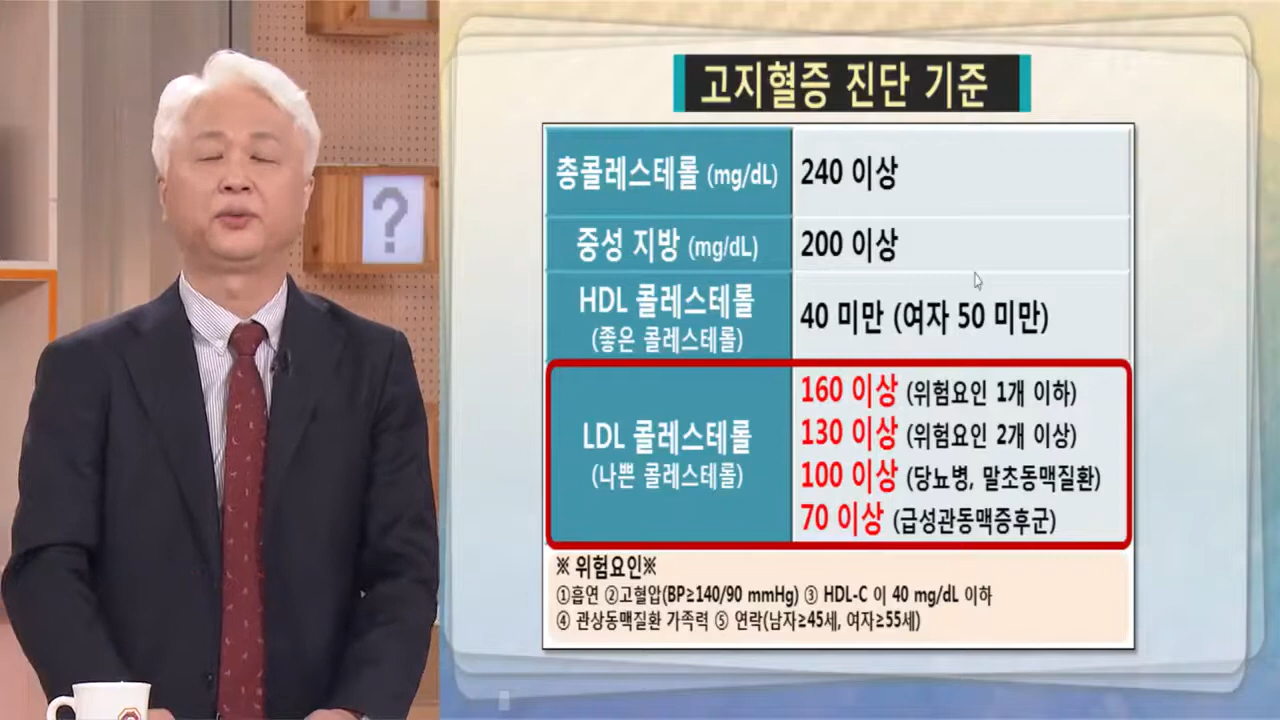 고지혈증 진단 기준
총콜레스테롤 (mg/dL) 240 이상
중성 지방 (mg/dL) 200 이상
HDL 콜레스테롤
(좋은 콜레스테롤)
40 미만 (여자 50 미만)
LDL 콜레스테롤
(나쁜 콜레스테롤)
160 이상 (위험요인 1개 이하)
130 이상 (위험요인 2개 이상)
100 이상 (당뇨병, 말초동맥질환)
70 이상 (급성관동맥증후군)
※ 위험요인※
①흡연 ②고혈압(BP≥140/90 mmHg) ③ HDL-C 이 40 mg/dL 이하
④ 관상동맥질환 가족력 ⑤ 연락(남자≥45세, 여자≥55세)
?